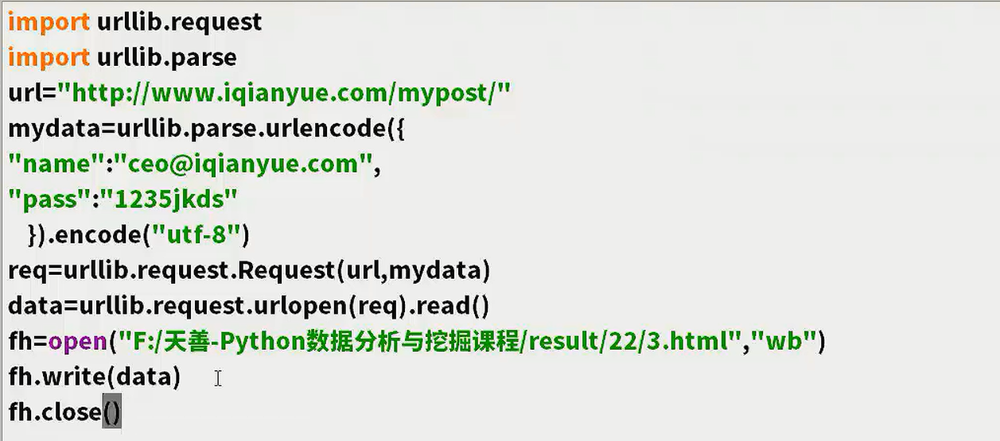 import urllib.request
import urllib.parse
url="http://www.iqianyue.com/mypost/"
mydata=urllib.parse.urlencode({
"name":"ceo@iqianyue.com",
"pass":"1235jkds"
   }).encode("utf-8")
req=urllib.request.Request(url,mydata)
data=urllib.request.urlopen(req).read()
fh=open("F:/天善-Python数据分析与挖掘课程/result/22/3.html","wb")
fh.write(data)
fh.close()